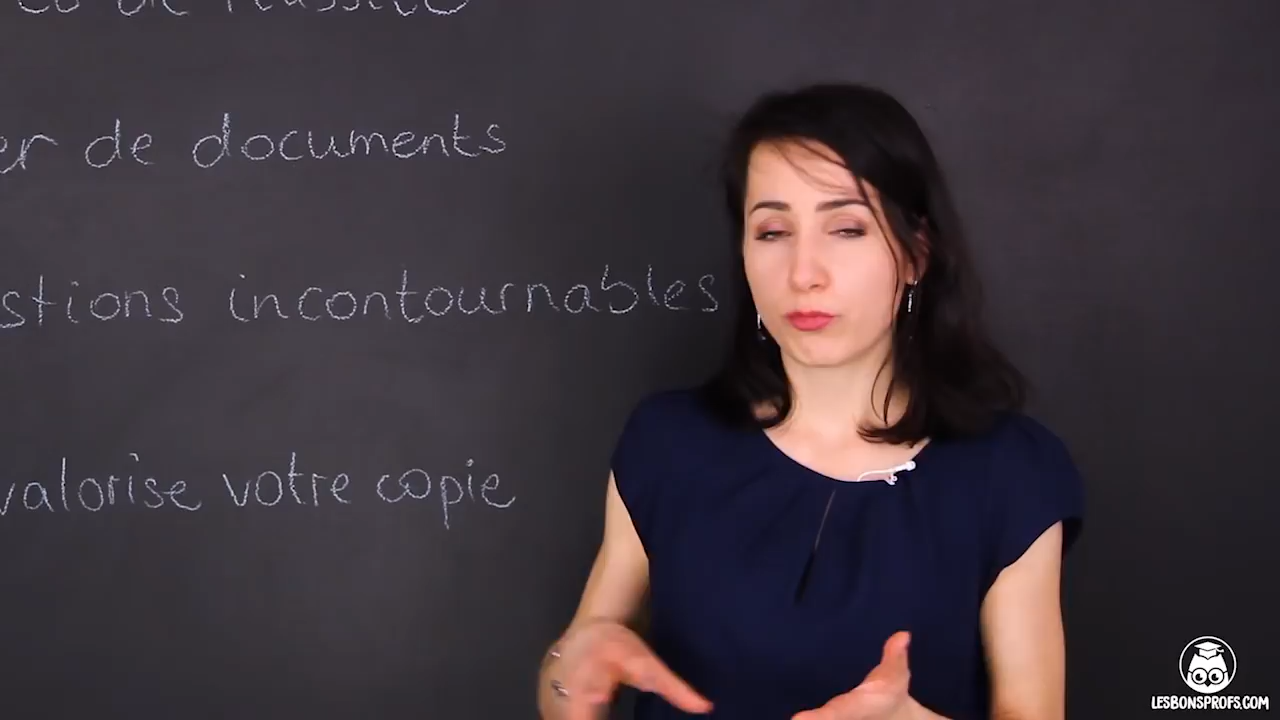 er de documents
stions incontournables
valorise votre copie
LESBONSPROFS.COM